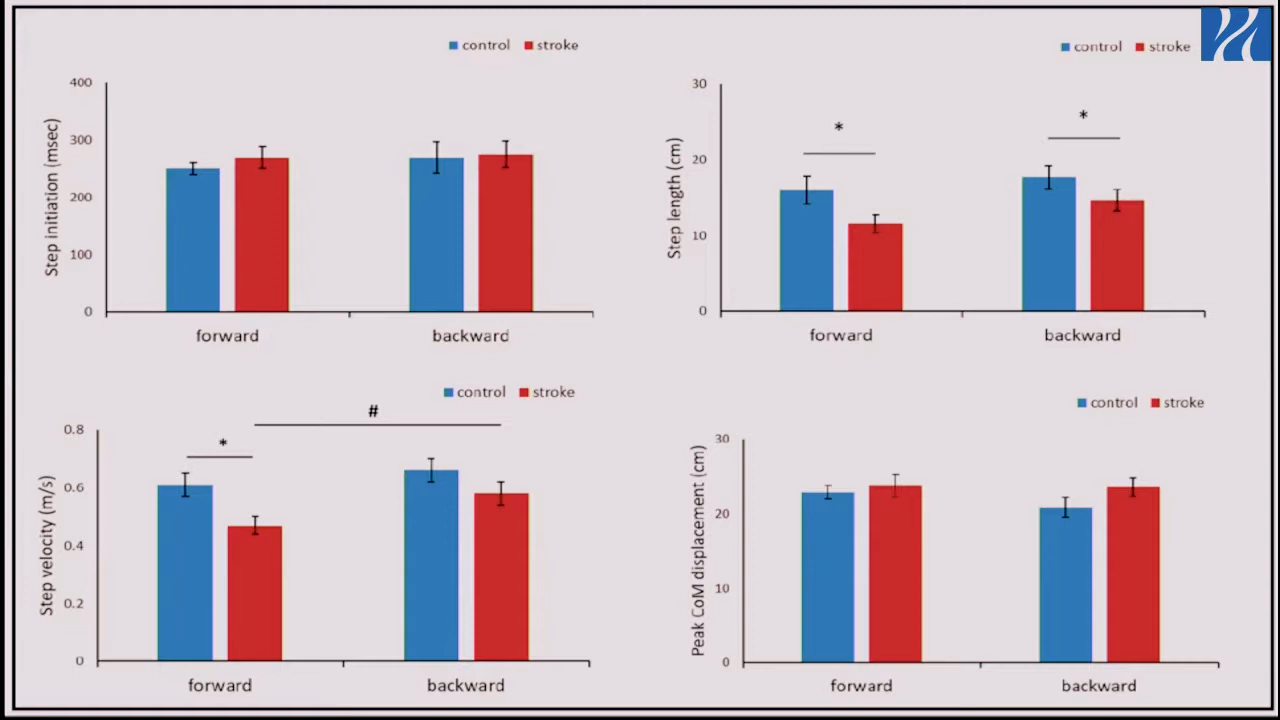 control stroke
400
300
200
100
0
Step initiation (msec)
forward backward
control stroke
30
20
10
0
Step length (cm)
*
*
forward backward
control stroke
0.8
0.6
0.4
0.2
0
Step velocity (m/s)
*
#
forward backward
control stroke
30
20
10
0
Peak CoM displacement (cm)
forward backward